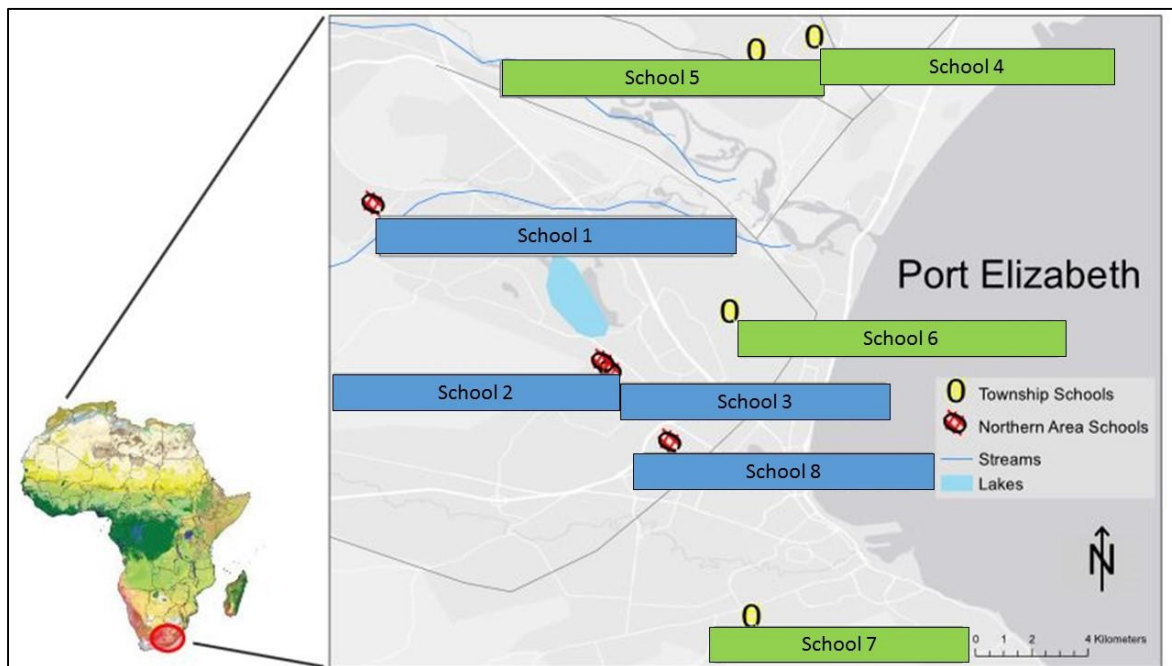 School 4
School 5
School 1
Port Elizabeth
School 6
School 2
School 3
Township Schools
Northern Area Schools
School 8
Streams
Lakes
N
School 7
0 1 2 4 Kilometers